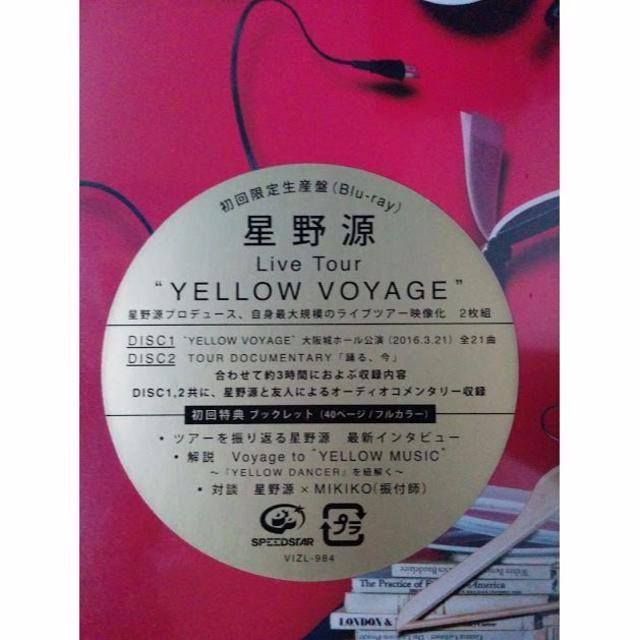 初回限定生産盤(Blu-ray)
星野源
Live Tour
"YELLOW VOYAGE"
星野源プロデュース、自身最大規模のライブツアー映像化　2枚組
DISC1 "YELLOW VOYAGE" 大阪城ホール公演（2016.3.21）全21曲
DISC2 TOUR DOCUMENTARY「踊る、今」
合わせて約3時間におよぶ収録内容
DISC1,2共に、星野源と友人によるオーディオコメンタリー収録
初回特典 ブックレット（40ページ/フルカラー）
・ツアーを振り返る星野源　最新インタビュー
・解説　Voyage to "YELLOW MUSIC"
〜『YELLOW DANCER』を紐解く〜
・対談　星野源×MIKIKO(振付師)
SPEEDSTAR
プラ
VIZL-984
The Practice of
America
LONDON &